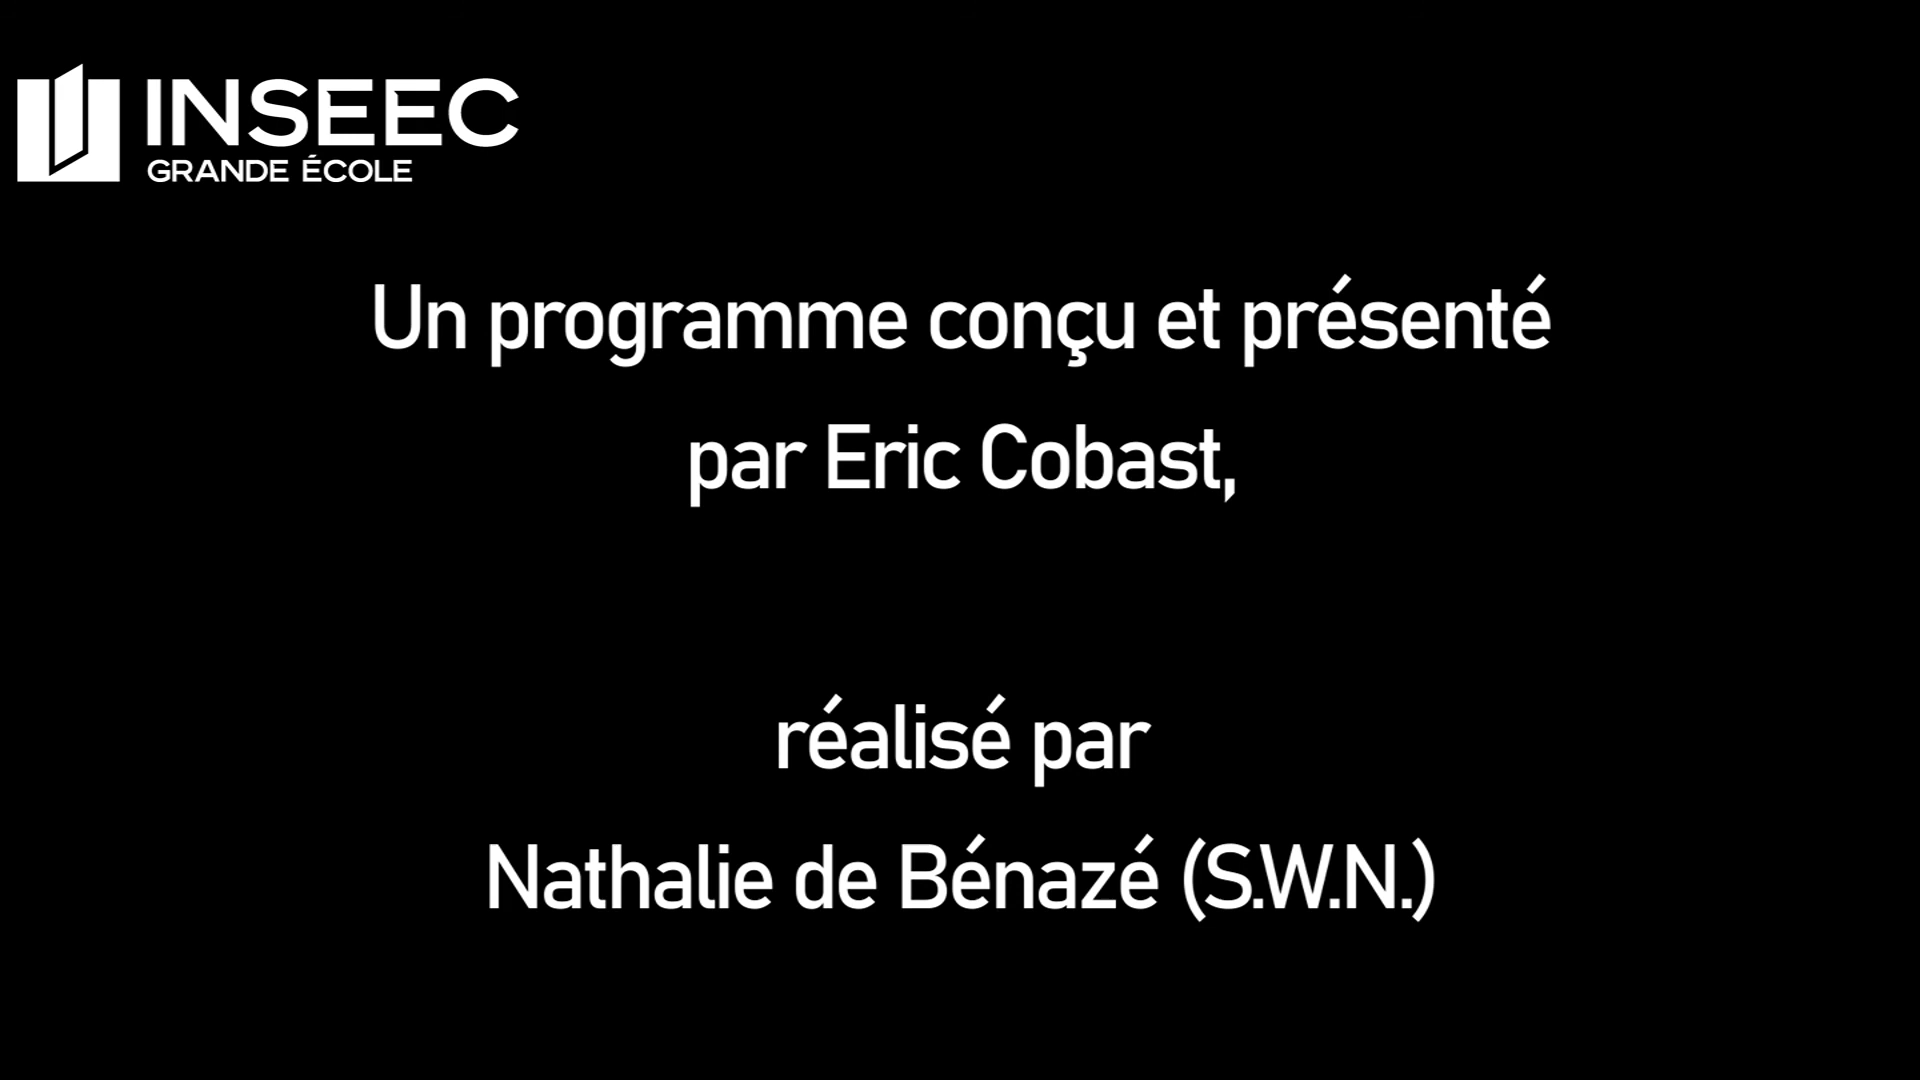 INSEEC
GRANDE ÉCOLE
Un programme conçu et présenté
par Eric Cobast,
réalisé par
Nathalie de Bénazé (S.W.N.)